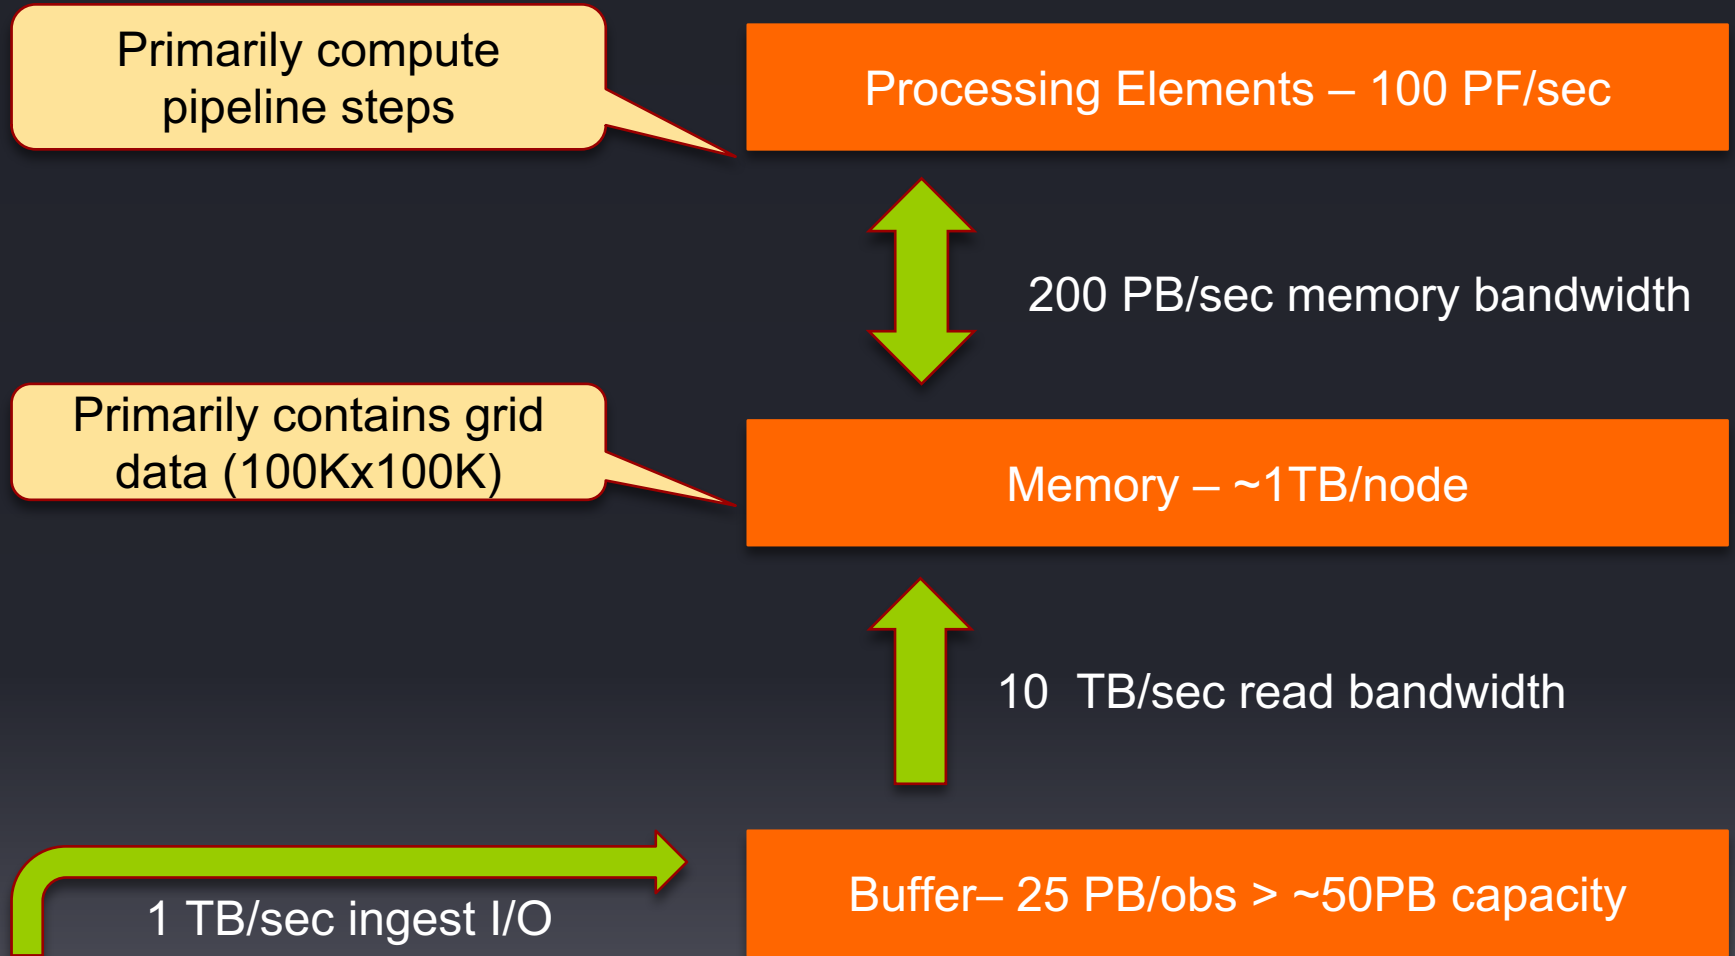 Primarily compute
pipeline steps
Processing Elements – 100 PF/sec
200 PB/sec memory bandwidth
Primarily contains grid
data (100Kx100K)
Memory – ~1TB/node
10 TB/sec read bandwidth
1 TB/sec ingest I/O
Buffer– 25 PB/obs > ~50PB capacity